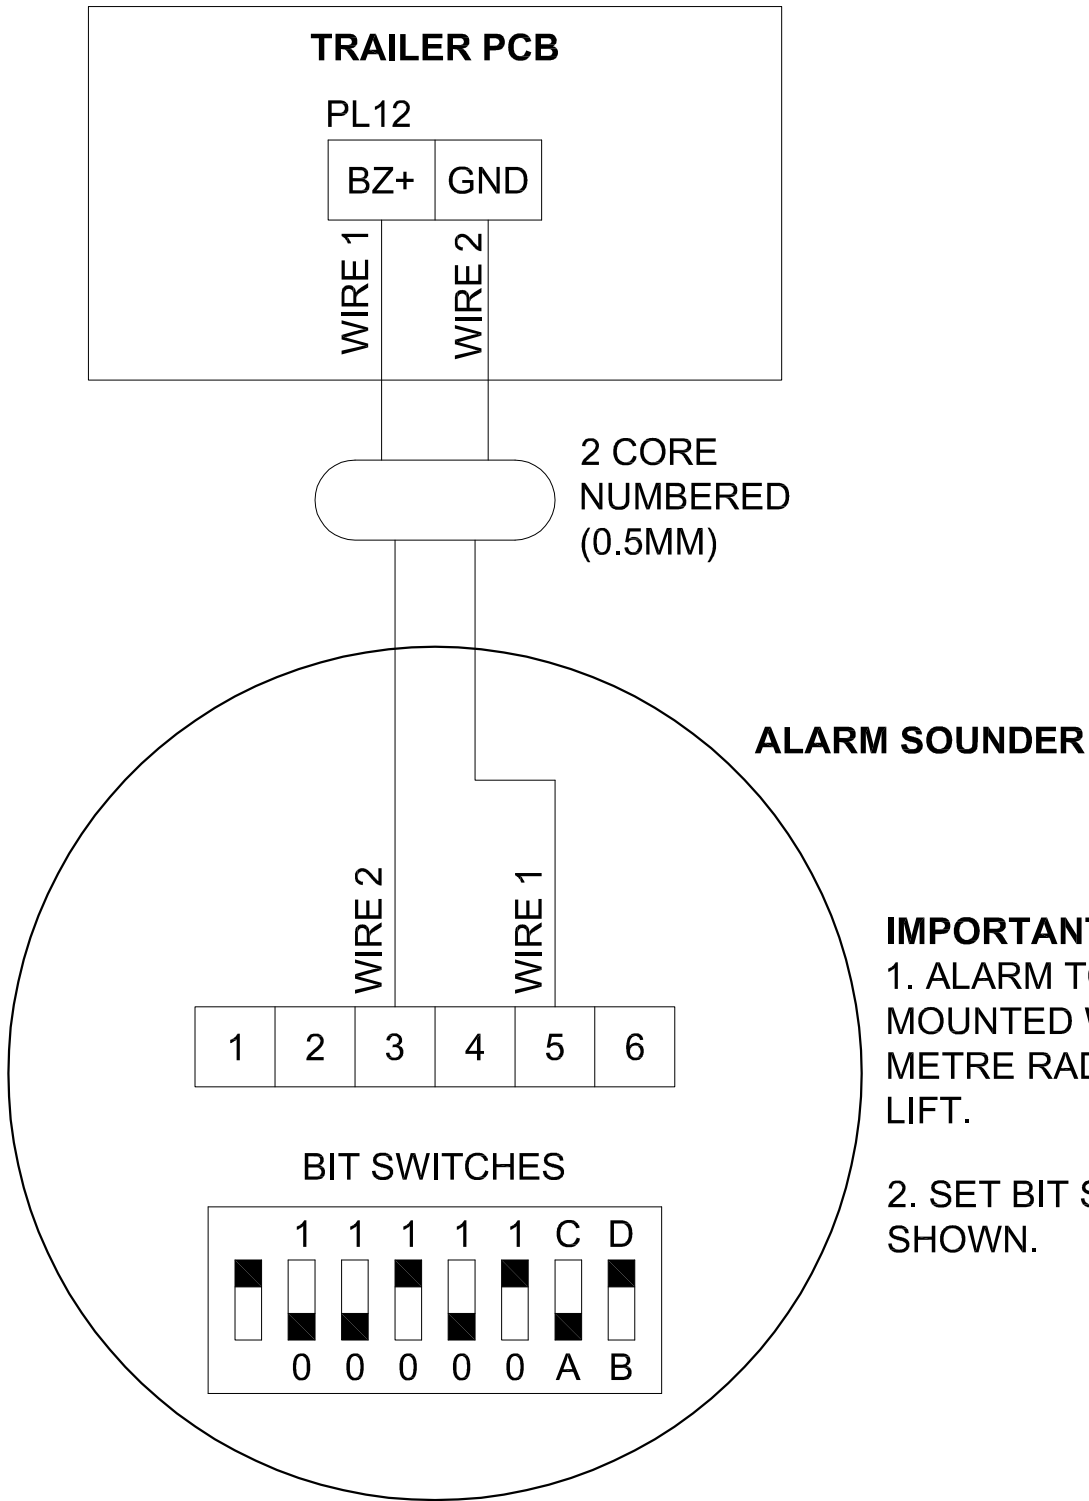 TRAILER PCB
PL12
BZ+ GND
WIRE 1 WIRE 2
2 CORE
NUMBERED
(0.5MM)
ALARM SOUNDER
WIRE 2 WIRE 1
1 2 3 4 5 6
IMPORTANT
1. ALARM
MOUNTED
METRE
LIFT.
2. SET BIT
SHOWN.
BIT SWITCHES
1 1 1 1 1 C D
0 0 0 0 0 A B